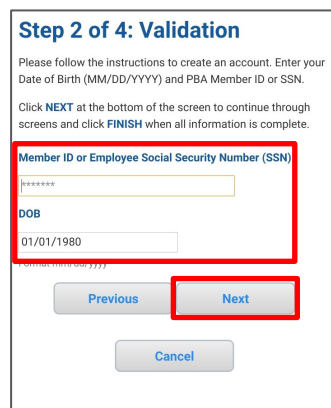 Step 2 of 4: Validation
Please follow the instructions to create an account. Enter your
Date of Birth (MM/DD/YYYY) and PBA Member ID or SSN.
Click NEXT at the bottom of the screen to continue through
screens and click FINISH when all information is complete.
Member ID or Employee Social Security Number (SSN)
*******
DOB
01/01/1980
Format mm/dd/yyyy
Previous Next
Cancel